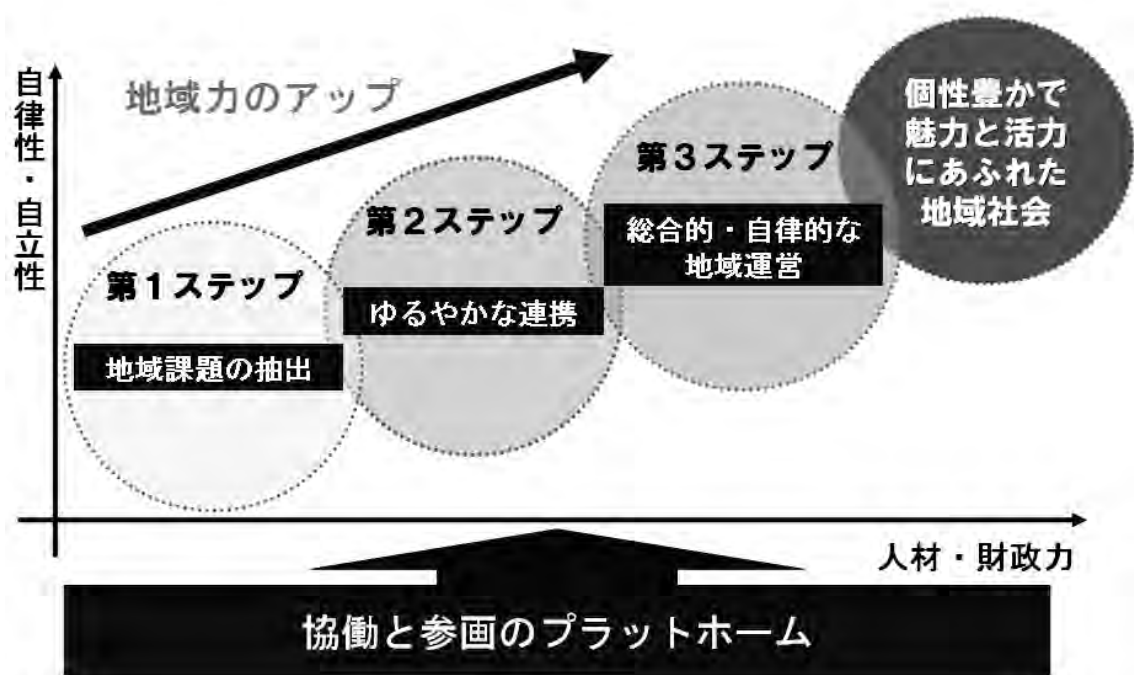 自律性・自立性
地域力のアップ
第1ステップ
地域課題の抽出
第2ステップ
ゆるやかな連携
第3ステップ
総合的・自律的な
地域運営
個性豊かで
魅力と活力
にあふれた
地域社会
人材・財政力
協働と参画のプラットホーム